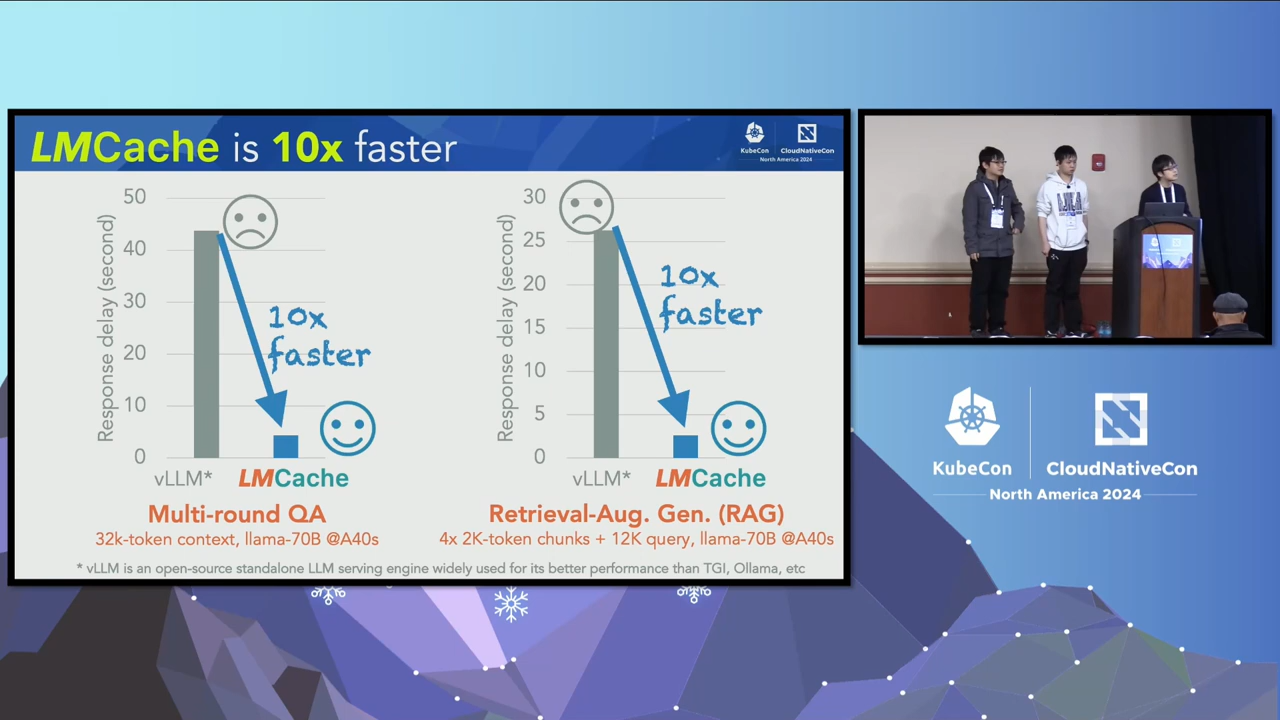 LMCache is 10x faster
KubeCon
CloudNativeCon
North America 2024
Response delay (second)
50
40
30
20
10
0
10x
faster
vLLM*
LMCache
Multi-round QA
32k-token context, llama-70B @A40s
Response delay (second)
30
25
20
15
10
5
0
10x
faster
vLLM*
LMCache
Retrieval-Aug. Gen. (RAG)
4x 2K-token chunks + 12K query, llama-70B @A40s
* vLLM is an open-source standalone LLM serving engine widely used for its better performance than TGI, Ollama, etc
KubeCon
CloudNativeCon
North America 2024